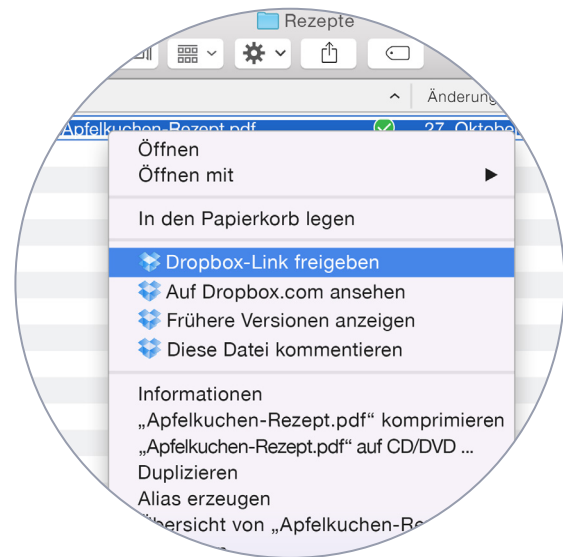 Rezepte
Änderung
Apfelkuchen-Rezept.pdf 27. Oktober
Öffnen
Öffnen mit
In den Papierkorb legen
Dropbox-Link freigeben
Auf Dropbox.com ansehen
Frühere Versionen anzeigen
Diese Datei kommentieren
Informationen
„Apfelkuchen-Rezept.pdf“ komprimieren
„Apfelkuchen-Rezept.pdf“ auf CD/DVD ...
Duplizieren
Alias erzeugen
Übersicht von „Apfelkuchen-Re